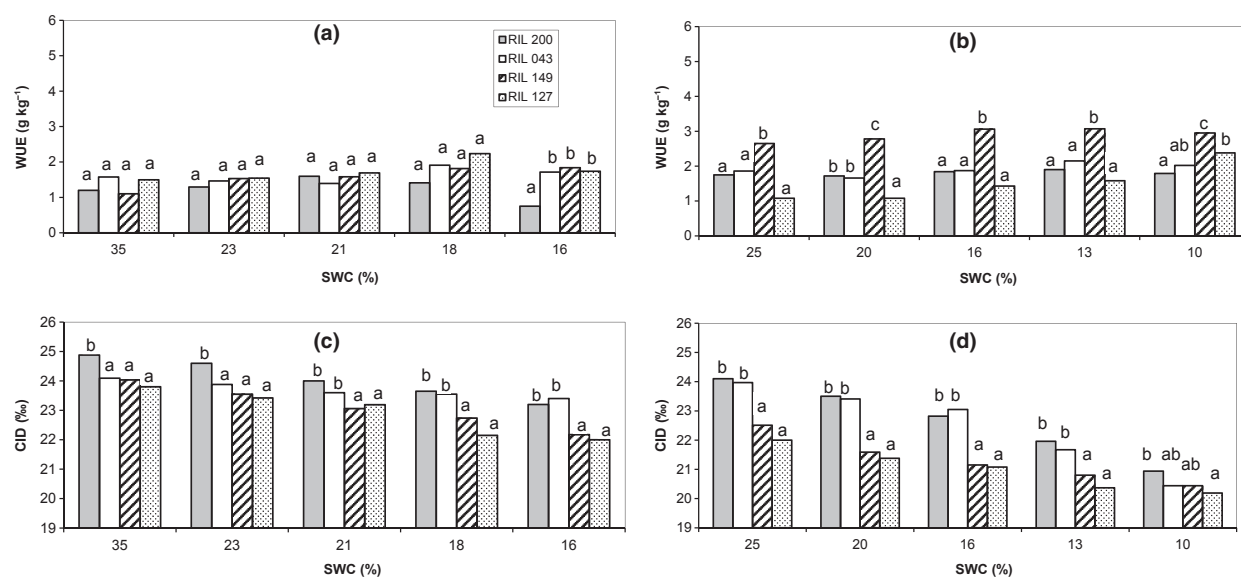 (a)
6
5
4
3
2
1
0
WUE (g kg⁻¹)
RIL 200
RIL 043
RIL 149
RIL 127
a a a a
a a a a
a a a a
a a a a
a b b b
35 23 21 18 16
SWC (%)
(b)
6
5
4
3
2
1
0
WUE (g kg⁻¹)
a a b a
b b c a
a a b a
a a b a
a ab c b
25 20 16 13 10
SWC (%)
(c)
26
25
24
23
22
21
20
19
CID (‰)
b a a a
b a a a
b b a a
b b a a
b b a a
35 23 21 18 16
SWC (%)
(d)
26
25
24
23
22
21
20
19
CID (‰)
b b a a
b b a a
b b a a
b b a a
b ab ab a
25 20 16 13 10
SWC (%)